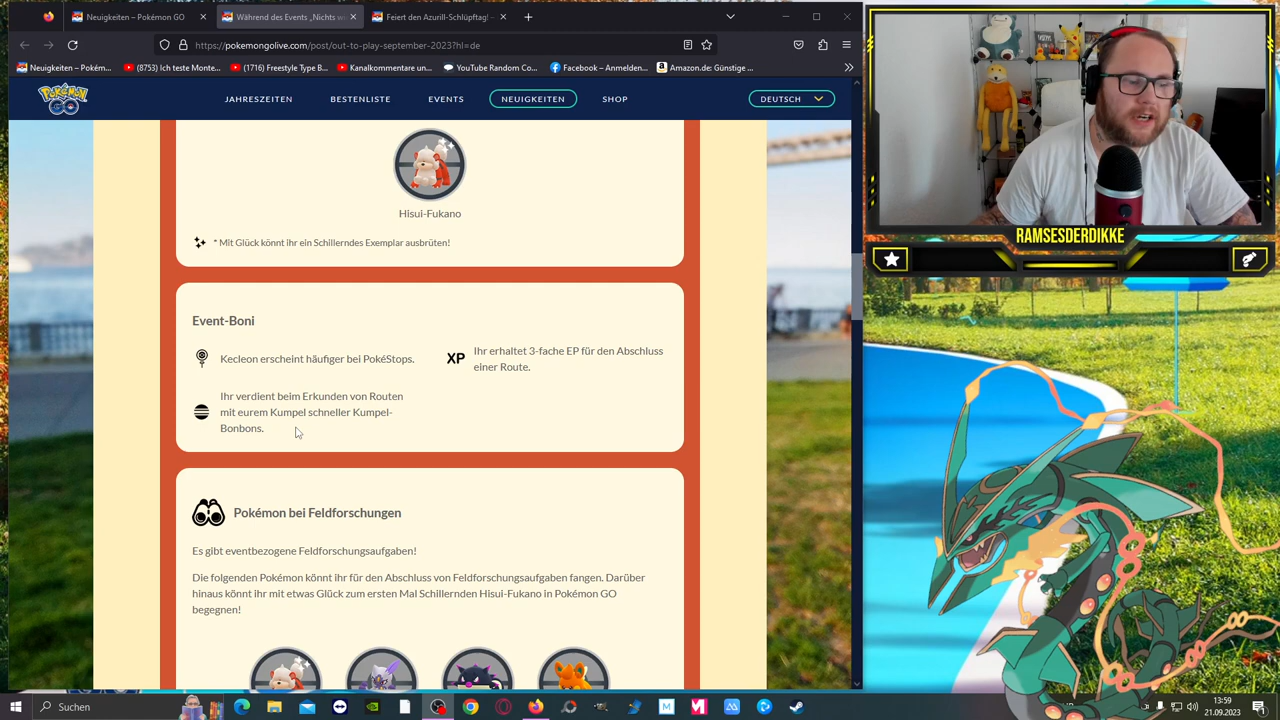 Neuigkeiten – Pokémon GO
Während des Events „Nichts wi
Feiert den Azurill-Schlüpftag! –
https://pokemongolive.com/post/out-to-play-september-2023?hl=de
Neuigkeiten – Pokém...
(8753) Ich teste Monte...
(1716) Freestyle Type B...
Kanalkommentare un...
YouTube Random Co...
Facebook – Anmelden...
Amazon.de: Günstige ...
POKÉMON GO
JAHRESZEITEN
BESTENLISTE
EVENTS
NEUIGKEITEN
SHOP
DEUTSCH
Hisui-Fukano
* Mit Glück könnt ihr ein Schillerndes Exemplar ausbrüten!
Event-Boni
Kecleon erscheint häufiger bei PokéStops.
XP
Ihr erhaltet 3-fache EP für den Abschluss
einer Route.
Ihr verdient beim Erkunden von Routen
mit eurem Kumpel schneller Kumpel-
Bonbons.
Pokémon bei Feldforschungen
Es gibt eventbezogene Feldforschungsaufgaben!
Die folgenden Pokémon könnt ihr für den Abschluss von Feldforschungsaufgaben fangen. Darüber
hinaus könnt ihr mit etwas Glück zum ersten Mal Schillernden Hisui-Fukano in Pokémon GO
begegnen!
RAMSESDERDIKKE
Suchen
13:59
21.09.2023